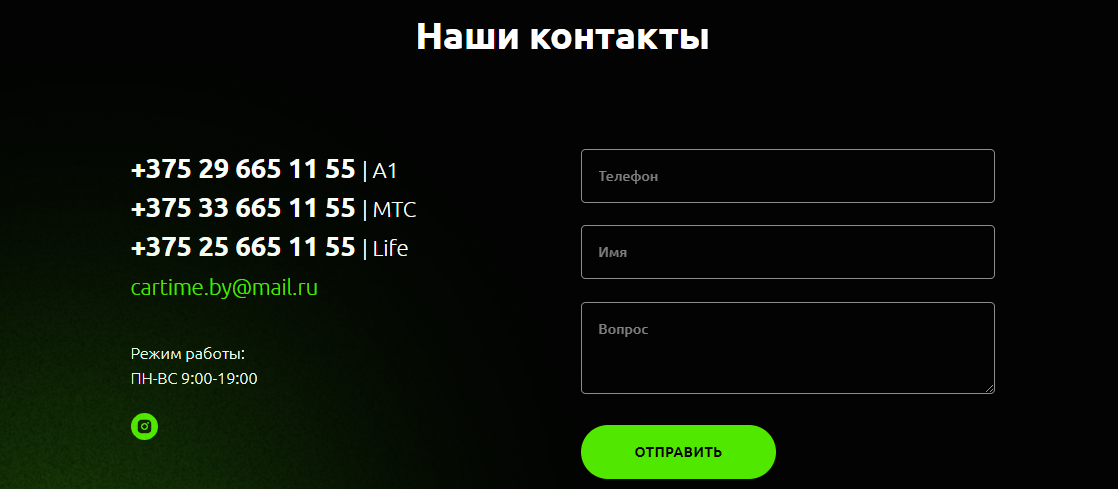 Наши контакты
+375 29 665 11 55 | A1
+375 33 665 11 55 | МТС
+375 25 665 11 55 | Life
cartime.by@mail.ru
Режим работы:
ПН-ВС 9:00-19:00
Телефон
Имя
Вопрос
ОТПРАВИТЬ